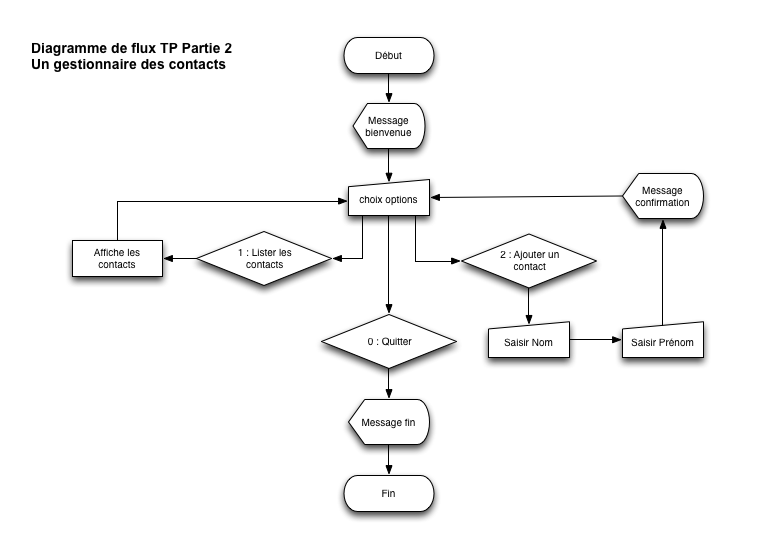 Diagramme de flux TP Partie 2
Un gestionnaire des contacts
Début
Message
bienvenue
choix options
Message
confirmation
Affiche les
contacts
1 : Lister les
contacts
2 : Ajouter un
contact
0 : Quitter
Saisir Nom
Saisir Prénom
Message fin
Fin